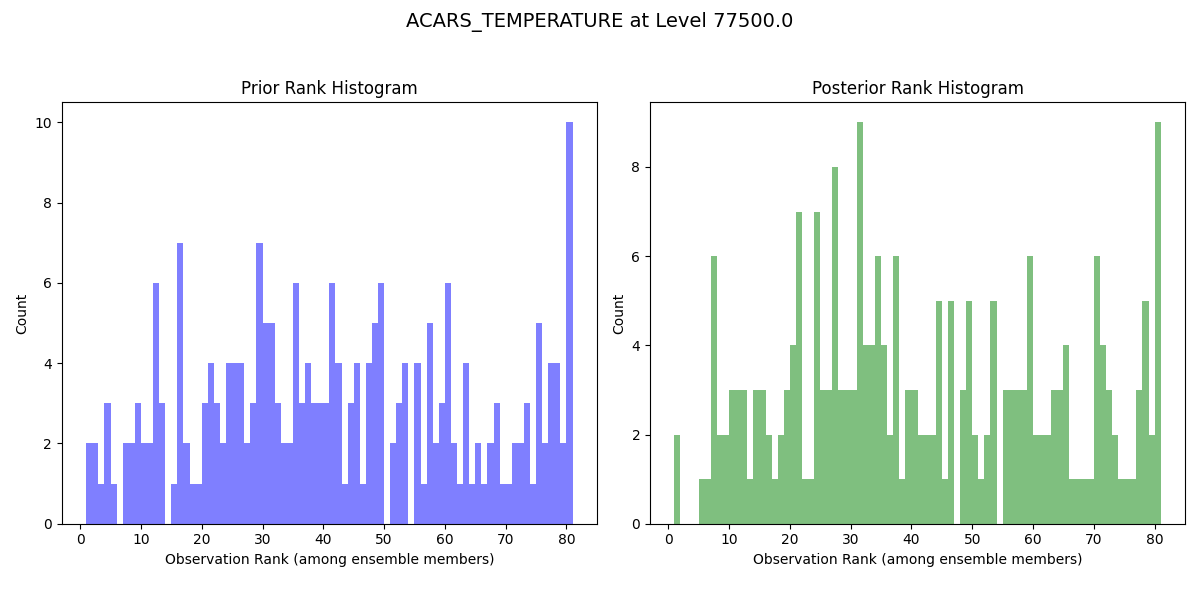 ACARS_TEMPERATURE at Level 77500.0
Prior Rank Histogram
Count
10
8
6
4
2
0
0 10 20 30 40 50 60 70 80
Observation Rank (among ensemble members)
Posterior Rank Histogram
Count
8
6
4
2
0
0 10 20 30 40 50 60 70 80
Observation Rank (among ensemble members)